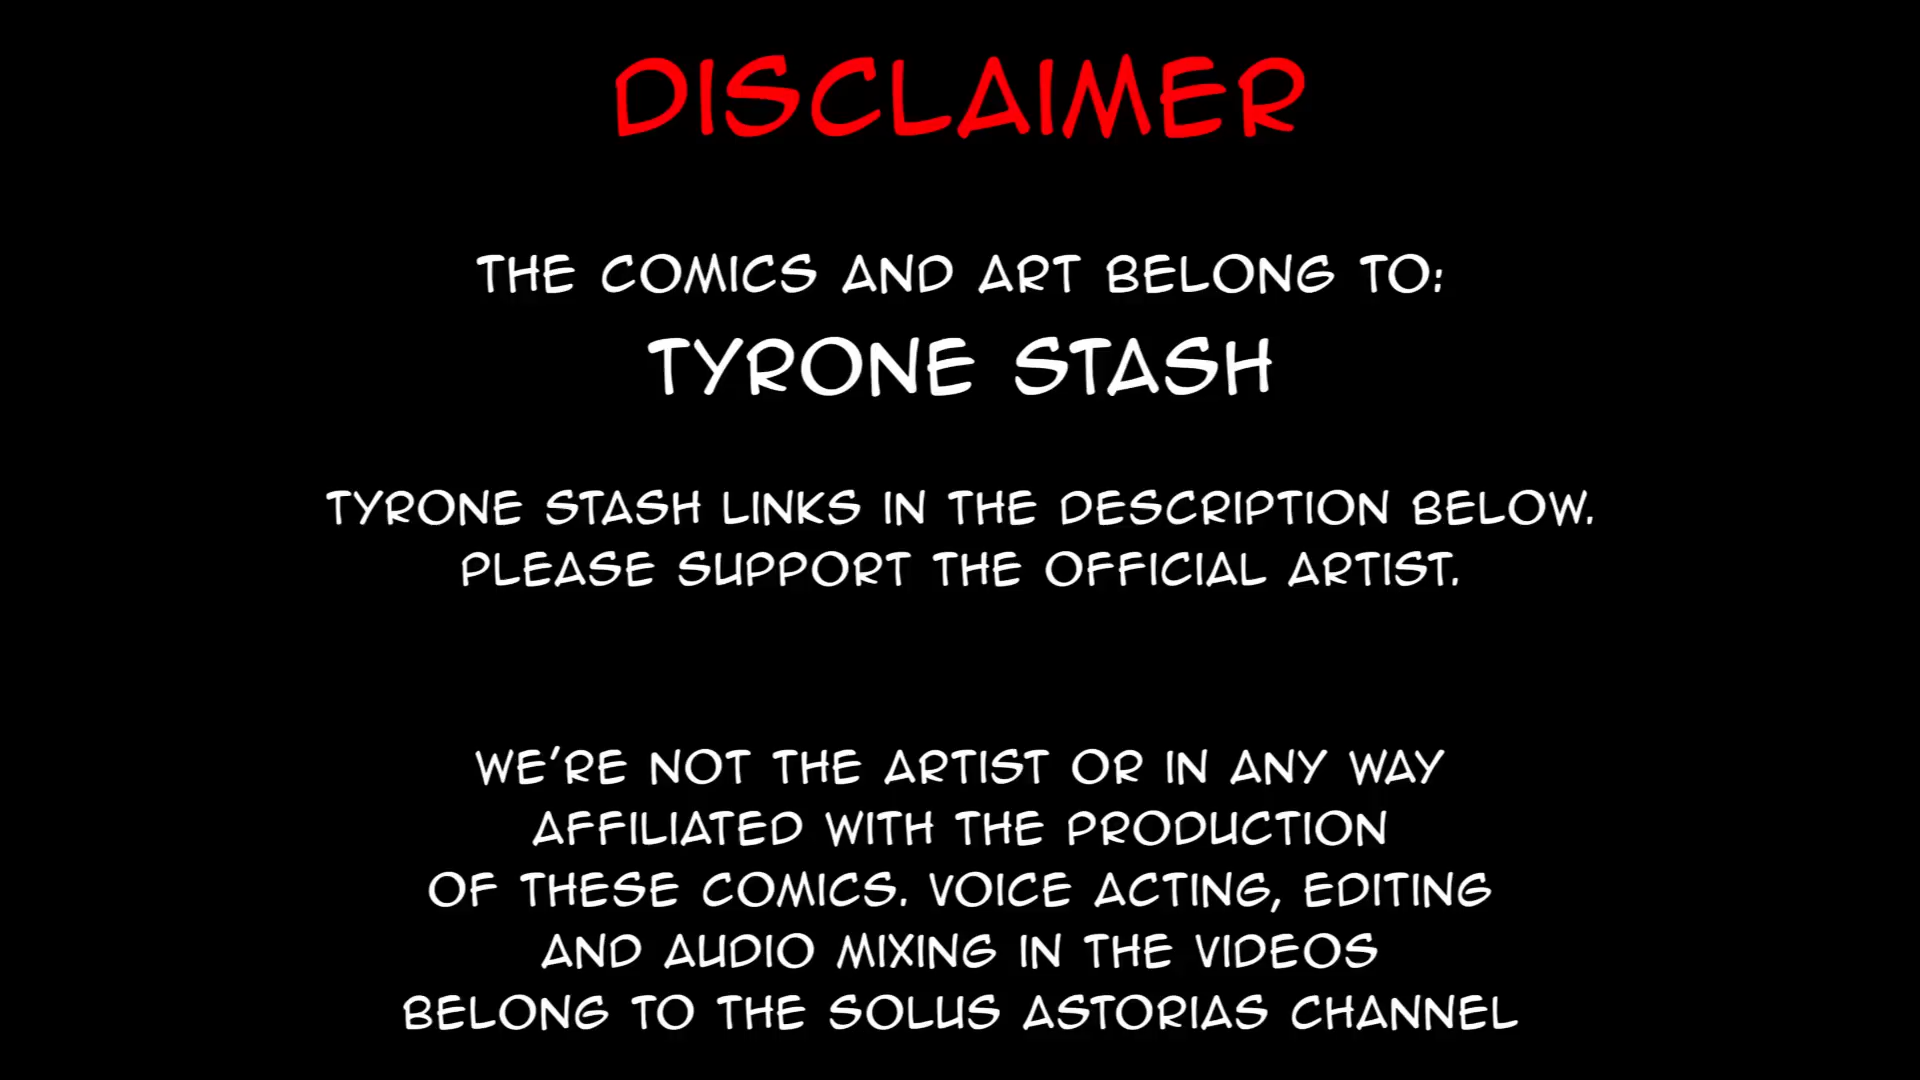 DISCLAIMER
THE COMICS AND ART BELONG TO:
TYRONE STASH
TYRONE STASH LINKS IN THE DESCRIPTION BELOW.
PLEASE SUPPORT THE OFFICIAL ARTIST.
WE'RE NOT THE ARTIST OR IN ANY WAY
AFFILIATED WITH THE PRODUCTION
OF THESE COMICS. VOICE ACTING, EDITING
AND AUDIO MIXING IN THE VIDEOS
BELONG TO THE SOLUS ASTORIAS CHANNEL